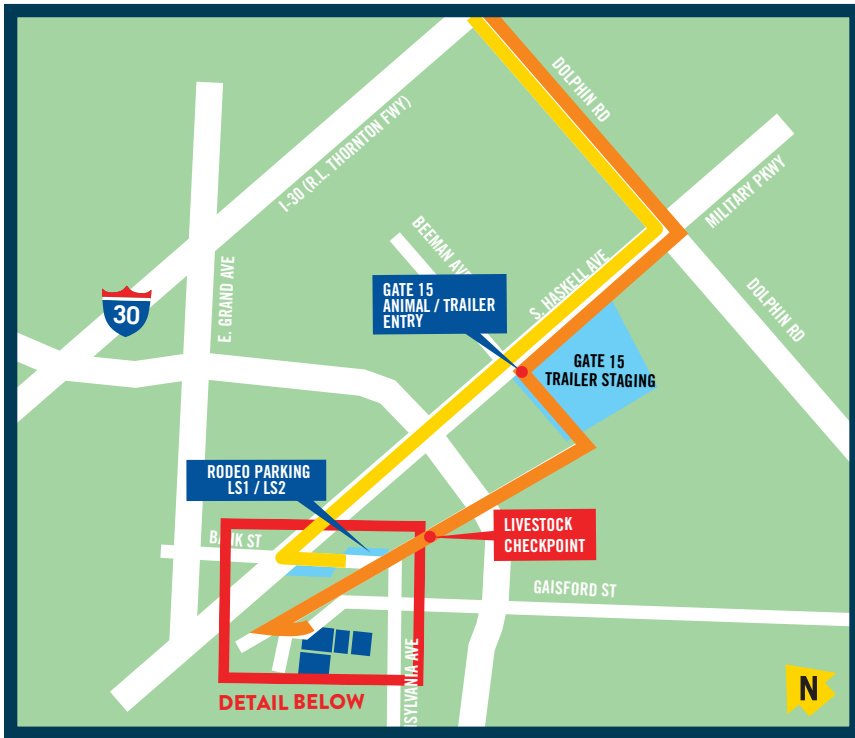 DOLPHIN RD
I-30 (R.L. THORNTON FWY)
MILITARY PKWY
BEEMAN AVE
E. GRAND AVE
S. HASKELL AVE
DOLPHIN RD
30
GATE 15
ANIMAL / TRAILER
ENTRY
GATE 15
TRAILER STAGING
RODEO PARKING
LS1 / LS2
LIVESTOCK
CHECKPOINT
BANK ST
GAISFORD ST
SYLVANIA AVE
DETAIL BELOW
N